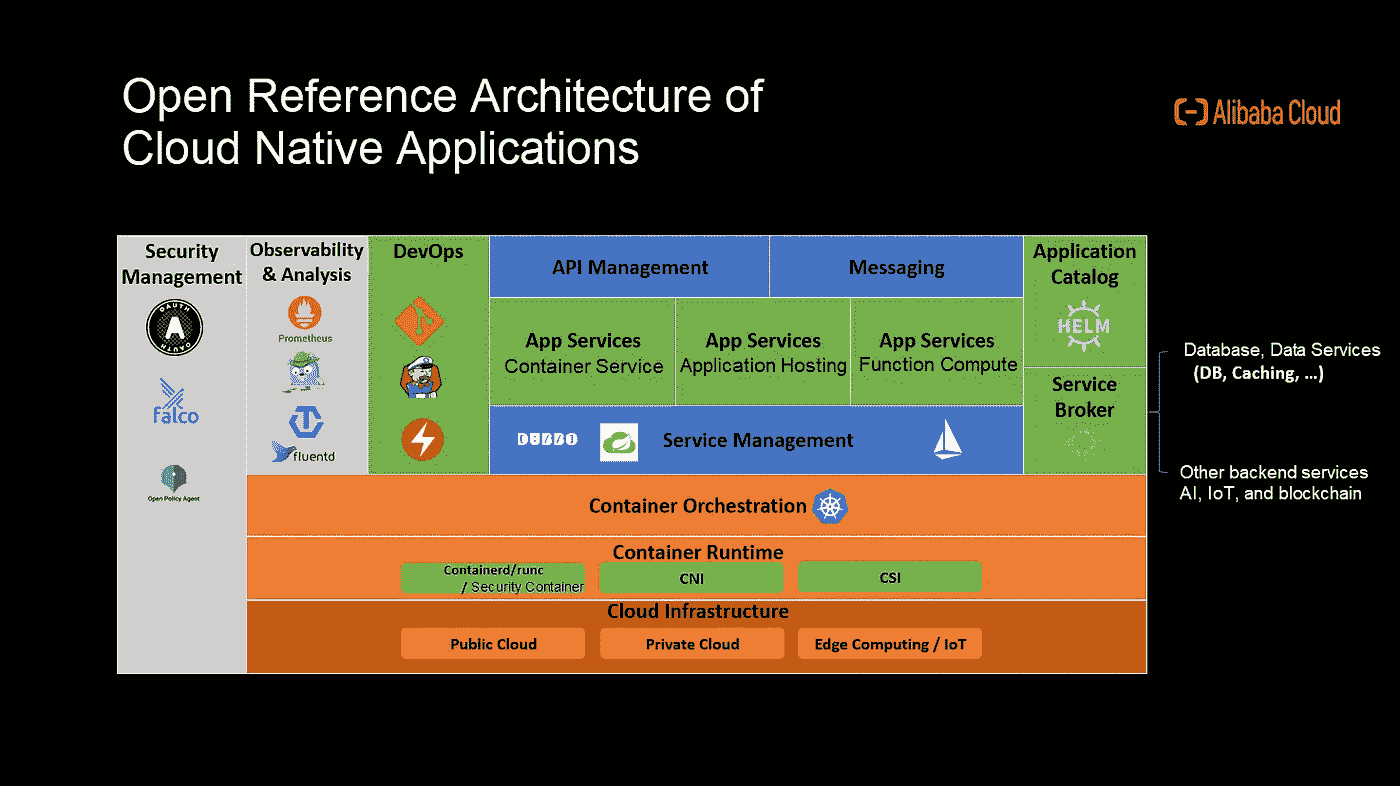 Open Reference Architecture of
Cloud Native Applications
Alibaba Cloud
Security
Management
OAUTH
A
OAUTH
falco
Open Policy Agent
Observability
& Analysis
Prometheus
fluentd
DevOps
API Management
Messaging
App Services
Container Service
App Services
Application Hosting
App Services
Function Compute
DUBBO
Service Management
Application
Catalog
HELM
Service
Broker
Database, Data Services
(DB, Caching, ...)
Other backend services
AI, IoT, and blockchain
Container Orchestration
Container Runtime
Containerd/runc
/ Security Container
CNI
CSI
Cloud Infrastructure
Public Cloud
Private Cloud
Edge Computing / IoT